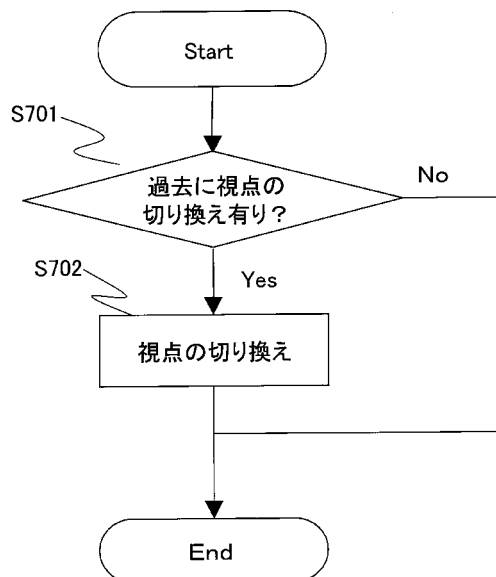 Start
S701
過去に視点の
切り換え有り？
No
Yes
S702
視点の切り換え
End